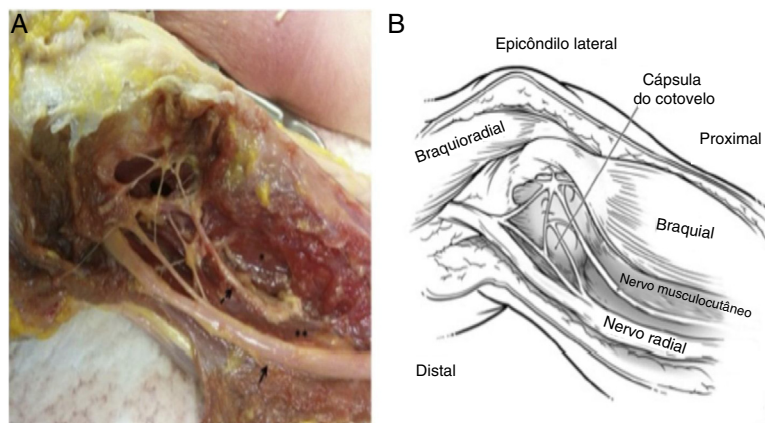 A
B
Epicôndilo lateral
Cápsula
do cotovelo
Proximal
Braquioradial
Braquial
Nervo musculocutâneo
Nervo radial
Distal